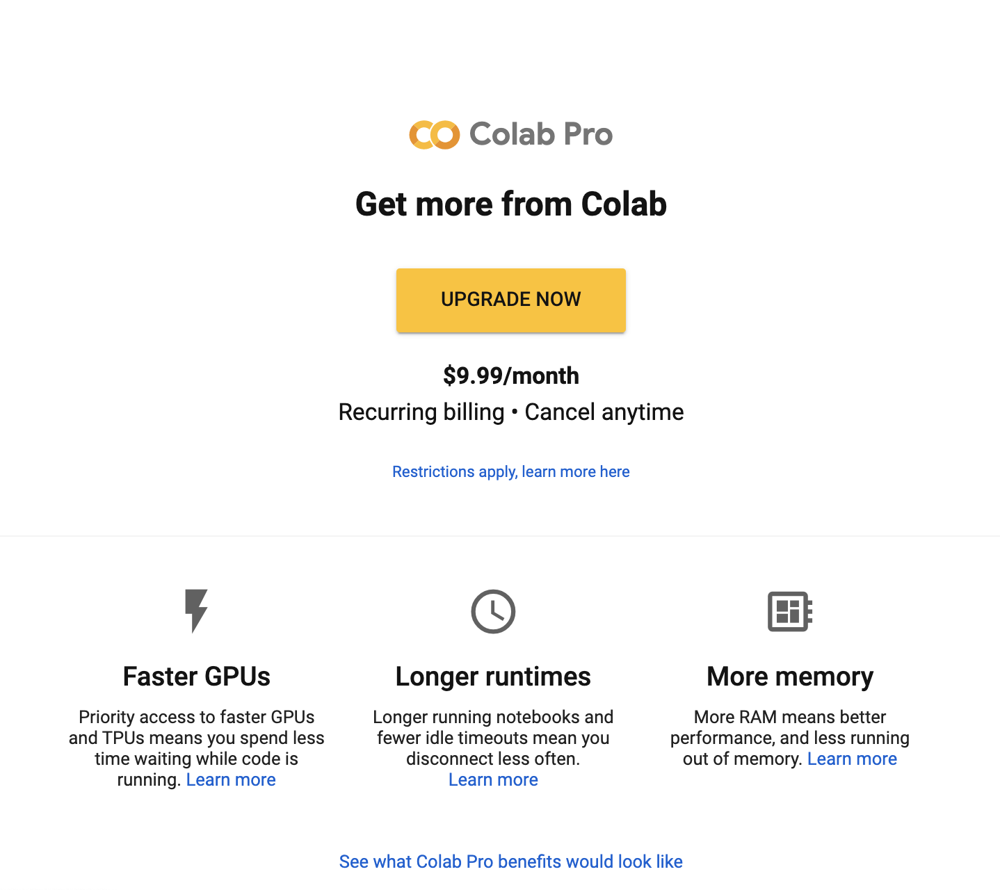 Colab Pro
Get more from Colab
UPGRADE NOW
$9.99/month
Recurring billing • Cancel anytime
Restrictions apply, learn more here
Faster GPUs
Priority access to faster GPUs
and TPUs means you spend less
time waiting while code is
running. Learn more
Longer runtimes
Longer running notebooks and
fewer idle timeouts mean you
disconnect less often.
Learn more
More memory
More RAM means better
performance, and less running
out of memory. Learn more
See what Colab Pro benefits would look like